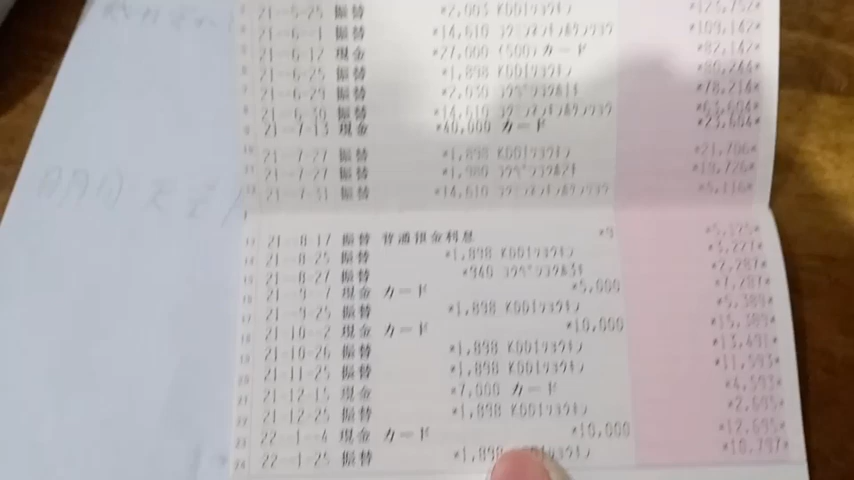 21--5-25 振替 *2,003 KDDIリヨウキン *123,752*
21--6--1 振替 *14,610 *109,142*
21--6-12 現金 *27,000 (500)カード *82,142*
21--6-25 振替 *1,898 KDDIリヨウキン *80,244*
21--6-29 振替 *2,030 *78,214*
21--6-30 振替 *14,610 *63,604*
21--7-13 現金 *40,000 カード *23,604*
21--7-27 振替 *1,898 KDDIリヨウキン *21,706*
21--7-27 振替 *1,980 *19,726*
21--7-31 振替 *14,610 *5,116*
21--8-17 振替 普通預金利息 *9 *5,125*
21--8-25 振替 *1,898 KDDIリヨウキン *3,227*
21--8-27 振替 *940 *2,287*
21--9--7 現金 カード *5,000 *7,287*
21--9-25 振替 *1,898 KDDIリヨウキン *5,389*
21-10--2 現金 カード *10,000 *15,389*
21-10-26 振替 *1,898 KDDIリヨウキン *13,491*
21-11-25 振替 *1,898 KDDIリヨウキン *11,593*
21-12-15 現金 *7,000 カード *4,593*
21-12-25 振替 *1,898 KDDIリヨウキン *2,695*
22--1--4 現金 カード *10,000 *12,695*
22--1-25 振替 *1,898 *10,797*